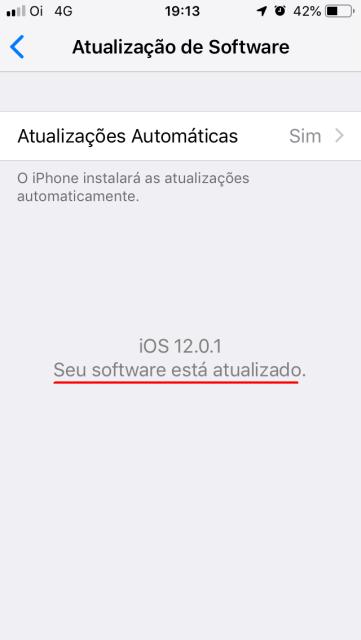 Oi 4G 19:13 42%
Atualização de Software
Atualizações Automáticas Sim
O iPhone instalará as atualizações
automaticamente.
iOS 12.0.1
Seu software está atualizado.